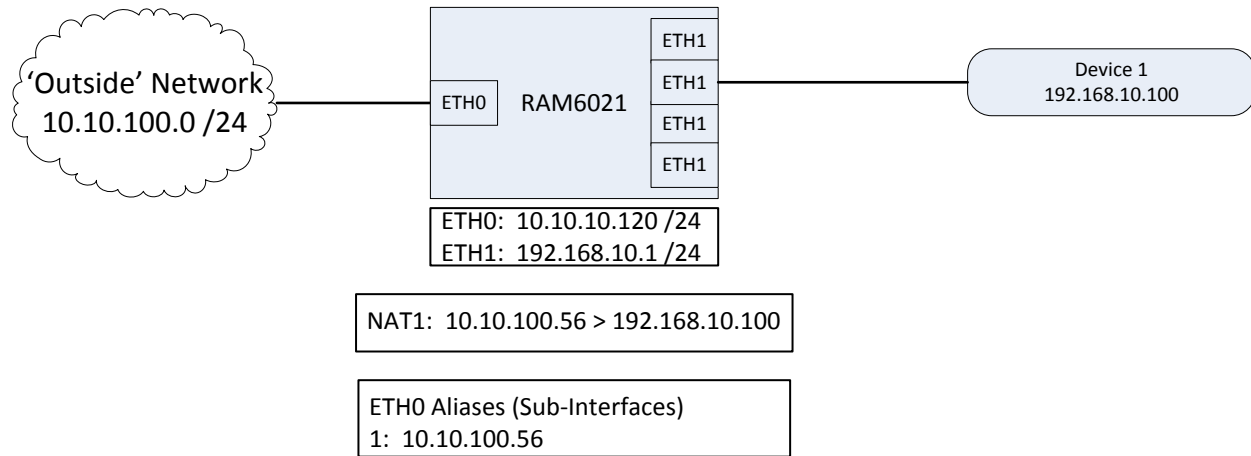 'Outside' Network
10.10.100.0 /24
ETH0
RAM6021
ETH1
ETH1
ETH1
ETH1
Device 1
192.168.10.100
ETH0: 10.10.10.120 /24
ETH1: 192.168.10.1 /24
NAT1: 10.10.100.56 > 192.168.10.100
ETH0 Aliases (Sub-Interfaces)
1: 10.10.100.56